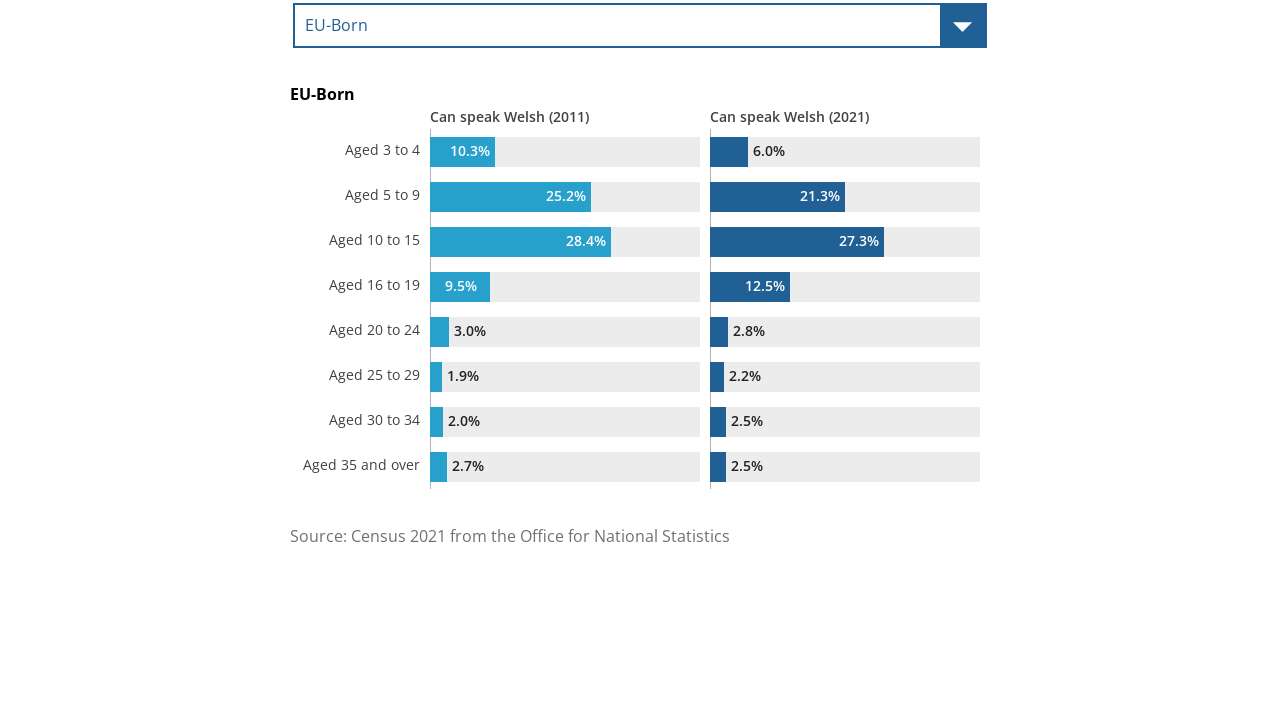 EU-Born
EU-Born
Can speak Welsh (2011) Can speak Welsh (2021)
Aged 3 to 4 10.3% 6.0%
Aged 5 to 9 25.2% 21.3%
Aged 10 to 15 28.4% 27.3%
Aged 16 to 19 9.5% 12.5%
Aged 20 to 24 3.0% 2.8%
Aged 25 to 29 1.9% 2.2%
Aged 30 to 34 2.0% 2.5%
Aged 35 and over 2.7% 2.5%
Source: Census 2021 from the Office for National Statistics